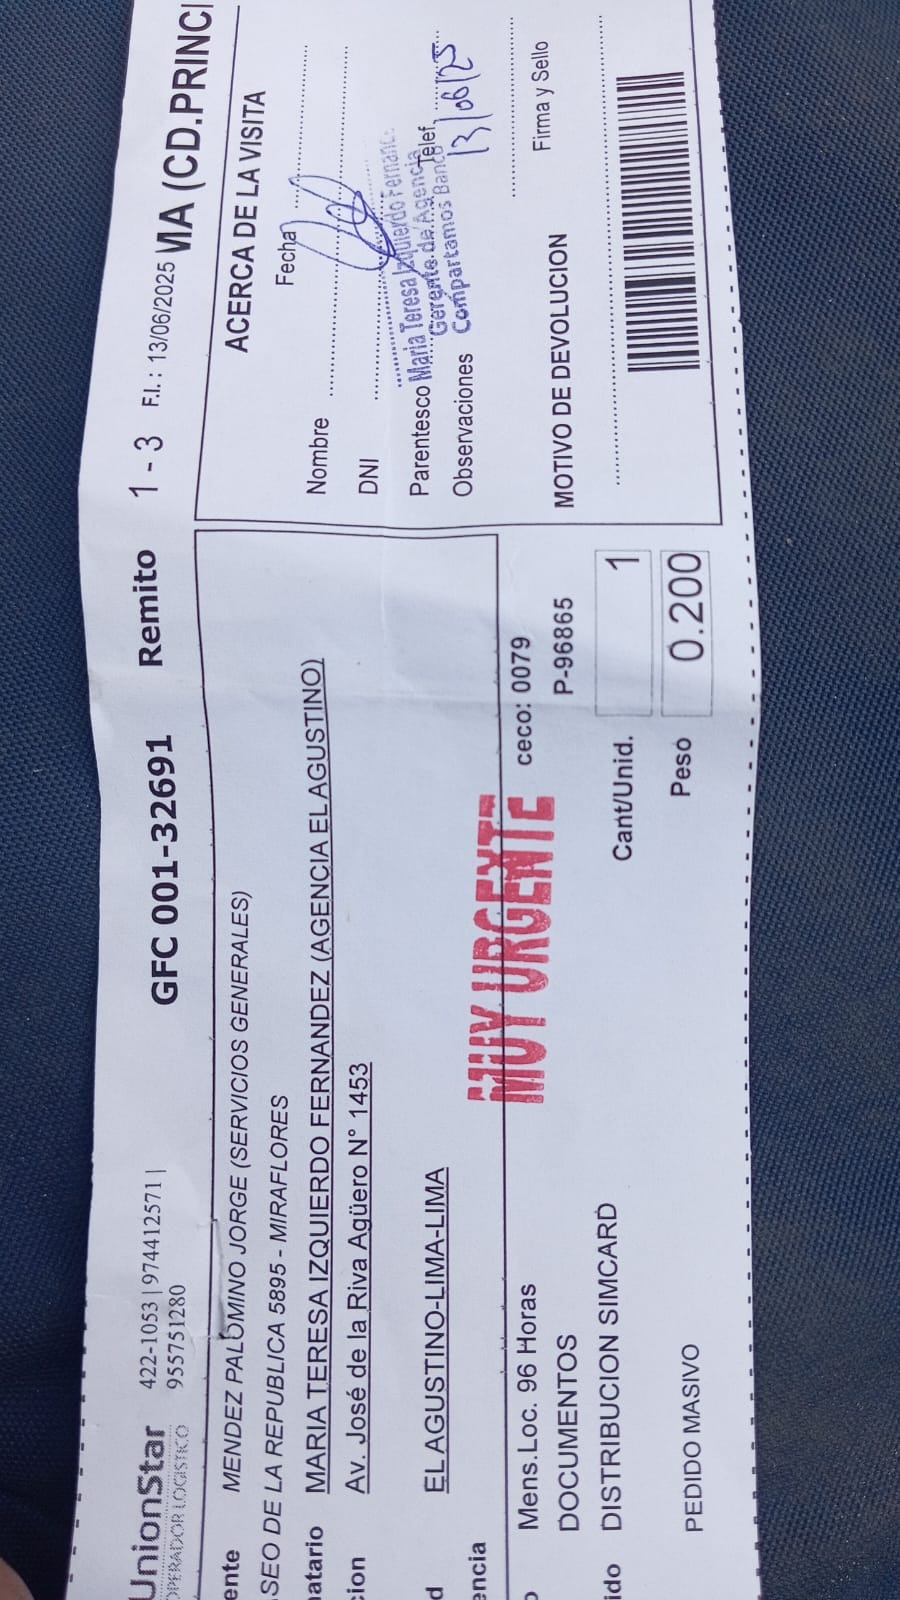 UnionStar
OPERADOR LOGISTICO
422-1053 | 974412571 |
955751280
GFC 001-32691
Remito
1 - 3
F.I. : 13/06/2025
VIA (CD.PRINCI
ente MENDEZ PALOMINO JORGE (SERVICIOS GENERALES)
ASEO DE LA REPUBLICA 5895 - MIRAFLORES
natario MARIA TERESA IZQUIERDO FERNANDEZ (AGENCIA EL AGUSTINO)
cion Av. José de la Riva Agüero N° 1453
d EL AGUSTINO-LIMA-LIMA
encia
MUY URGENTE
Mens.Loc. 96 Horas
ceco: 0079
DOCUMENTOS
P-96865
ido DISTRIBUCION SIMCARD
Cant/Unid. 1
PEDIDO MASIVO
Peso 0.200
ACERCA DE LA VISITA
Fecha
Nombre
DNI
Parentesco
Telef.
Maria Teresa Izquierdo Fernanc.
Gerente de Agencia
Compartamos Banco
Observaciones
13/06/25
Firma y Sello
MOTIVO DE DEVOLUCION